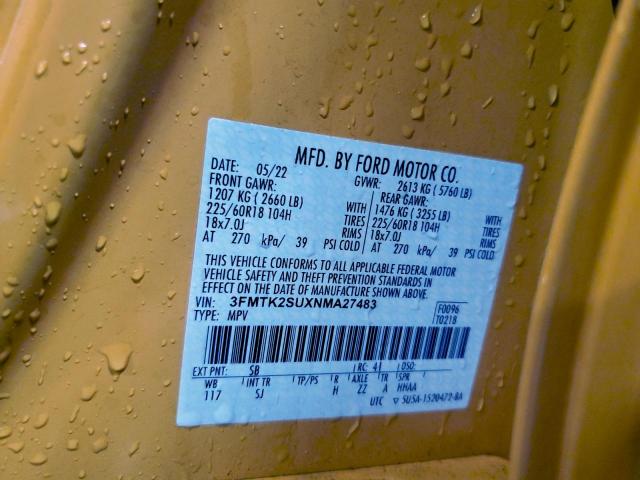 MFD. BY FORD MOTOR CO.
DATE: 05/22 GVWR: 2613 KG ( 5760 LB)
FRONT GAWR: REAR GAWR:
1207 KG ( 2660 LB) WITH 1476 KG ( 3255 LB) WITH
225/60R18 104H TIRES 225/60R18 104H TIRES
18x7.0J RIMS 18x7.0J RIMS
AT 270 kPa/ 39 PSI COLD AT 270 kPa/ 39 PSI COLD
THIS VEHICLE CONFORMS TO ALL APPLICABLE FEDERAL MOTOR
VEHICLE SAFETY AND THEFT PREVENTION STANDARDS IN
EFFECT ON THE DATE OF MANUFACTURE SHOWN ABOVE.
VIN: 3FMTK2SUXNMA27483 F0096
TYPE: MPV T0218
EXT PNT: SB RC: 41 DSO:
WB INT TR TP/PS R AXLE TR SPR
117 SJ H ZZ A HHAA
UTC ▽ 5U5A-1520472-BA